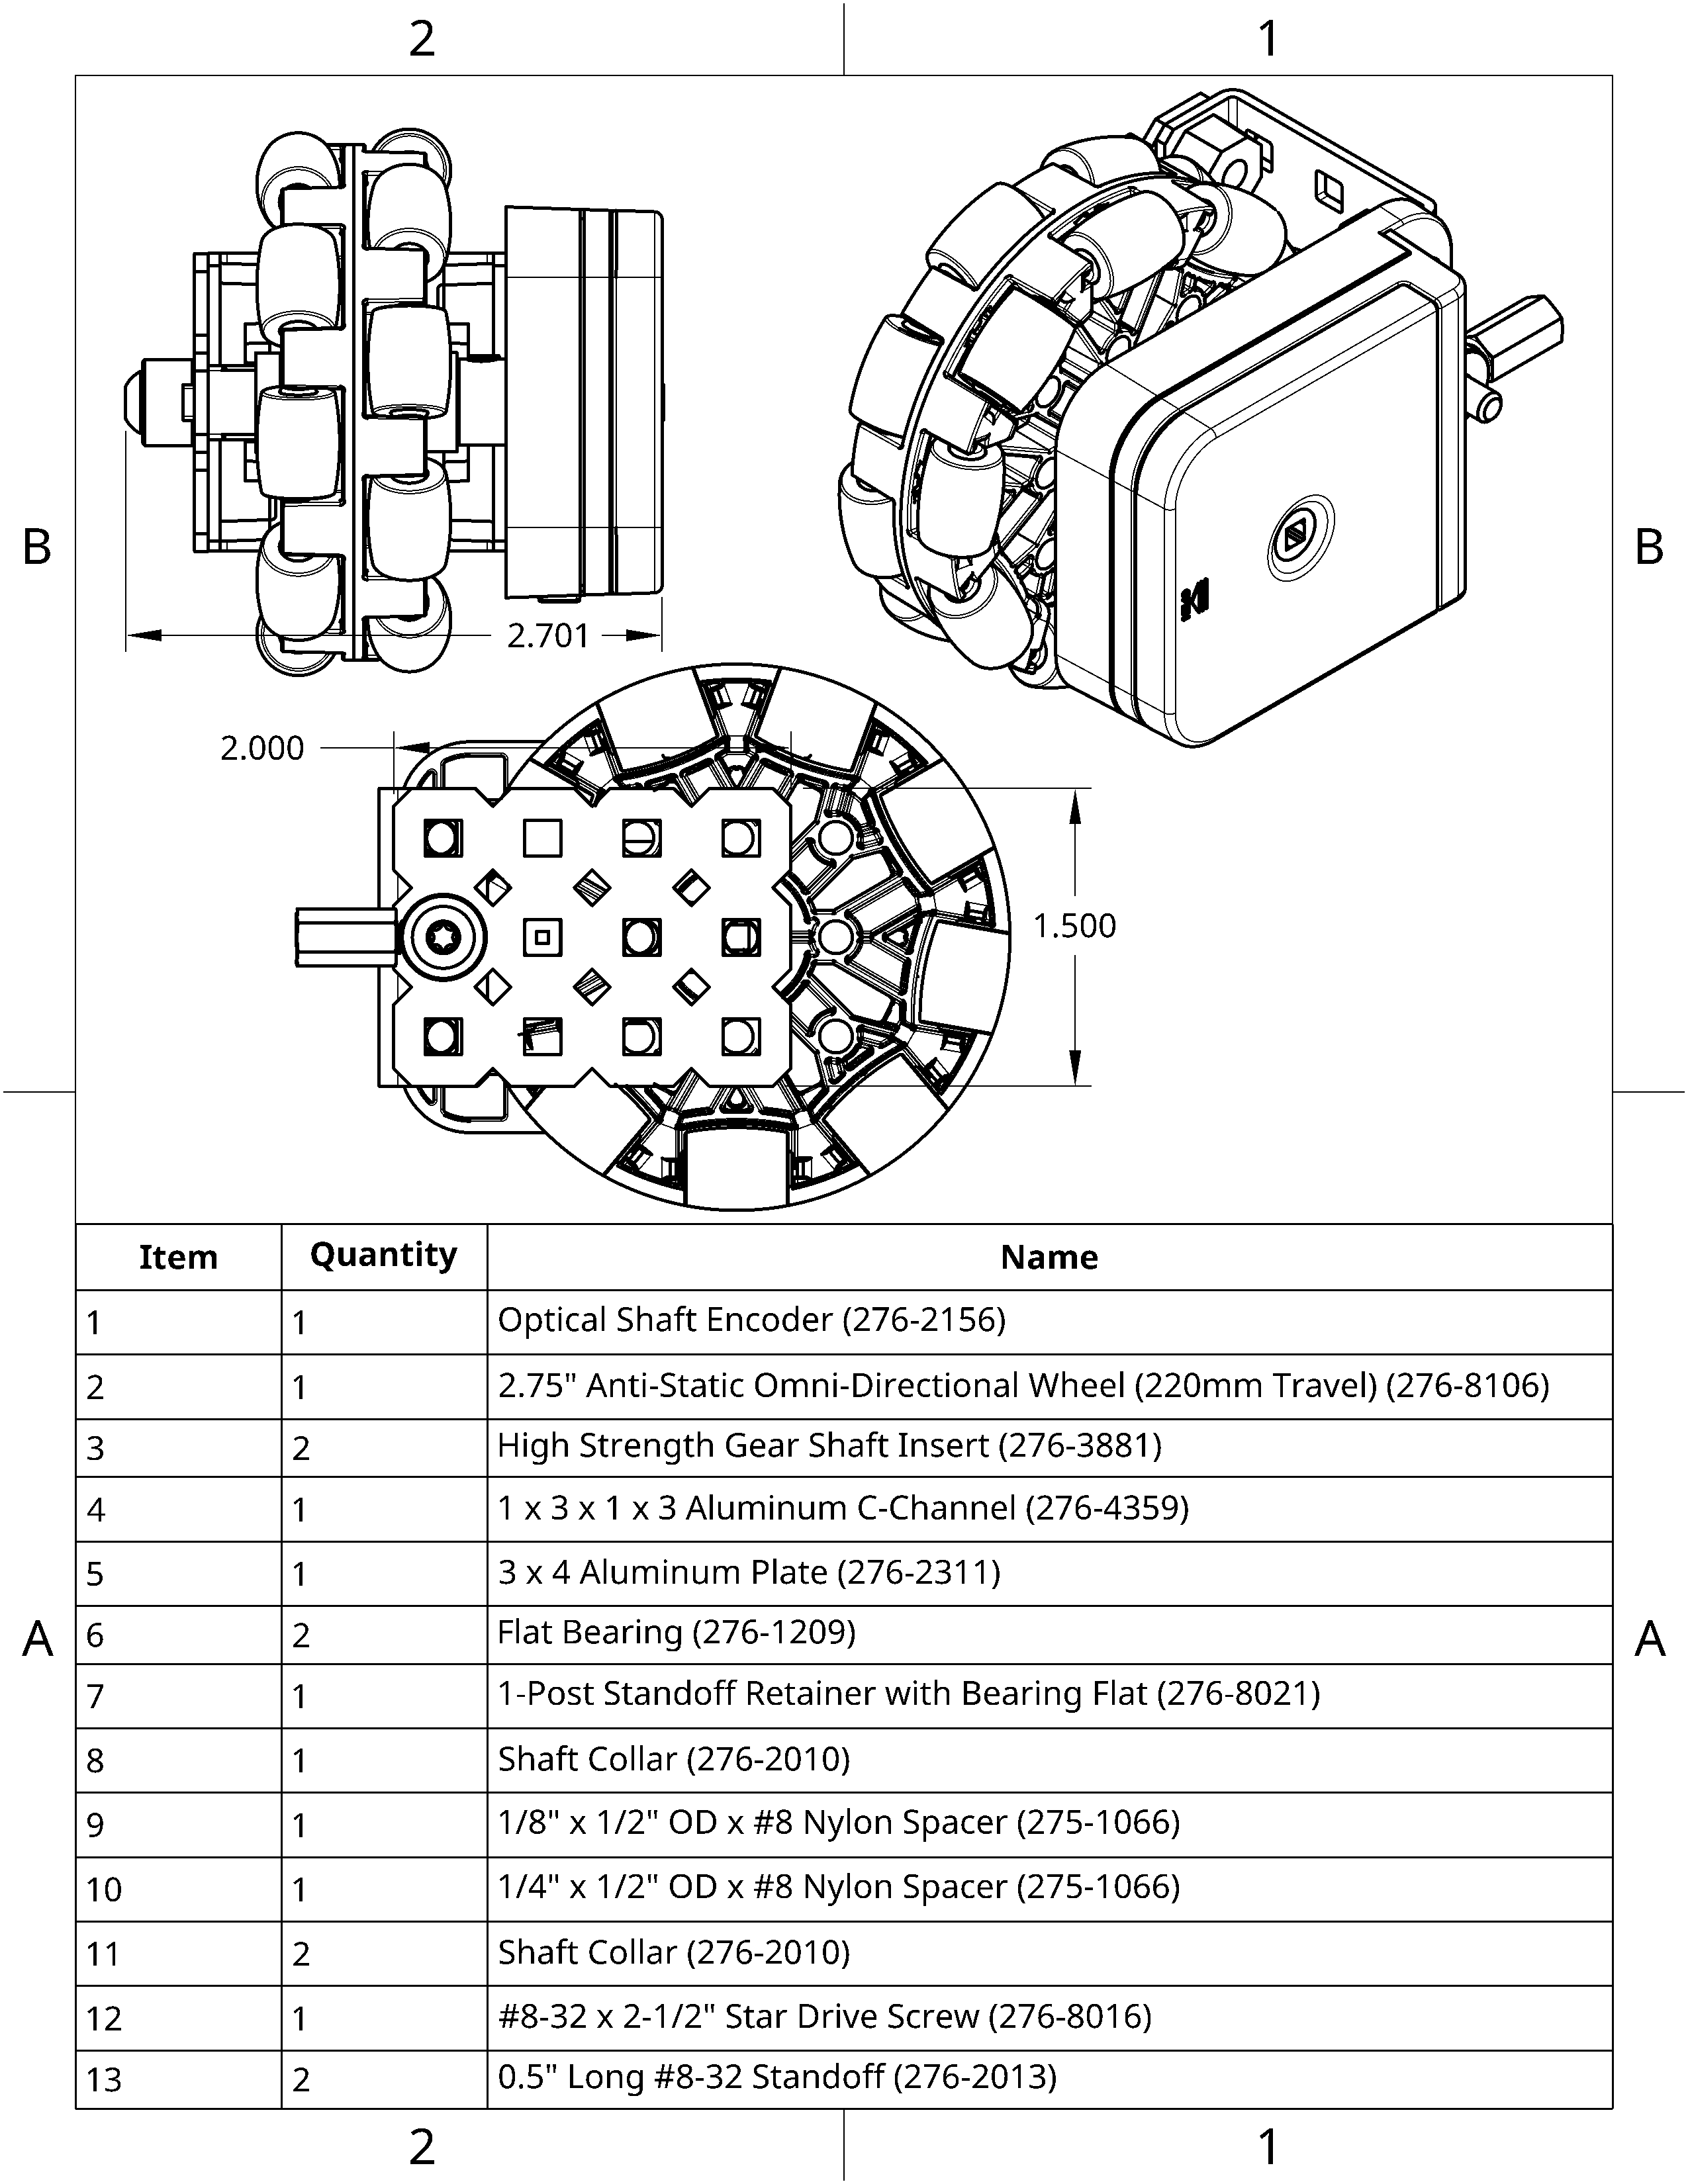 2 1
B B
2.701
2.000
1.500
Item Quantity Name
1 1 Optical Shaft Encoder (276-2156)
2 1 2.75" Anti-Static Omni-Directional Wheel (220mm Travel) (276-8106)
3 2 High Strength Gear Shaft Insert (276-3881)
4 1 1 x 3 x 1 x 3 Aluminum C-Channel (276-4359)
5 1 3 x 4 Aluminum Plate (276-2311)
A A
6 2 Flat Bearing (276-1209)
7 1 1-Post Standoff Retainer with Bearing Flat (276-8021)
8 1 Shaft Collar (276-2010)
9 1 1/8" x 1/2" OD x #8 Nylon Spacer (275-1066)
10 1 1/4" x 1/2" OD x #8 Nylon Spacer (275-1066)
11 2 Shaft Collar (276-2010)
12 1 #8-32 x 2-1/2" Star Drive Screw (276-8016)
13 2 0.5" Long #8-32 Standoff (276-2013)
2 1